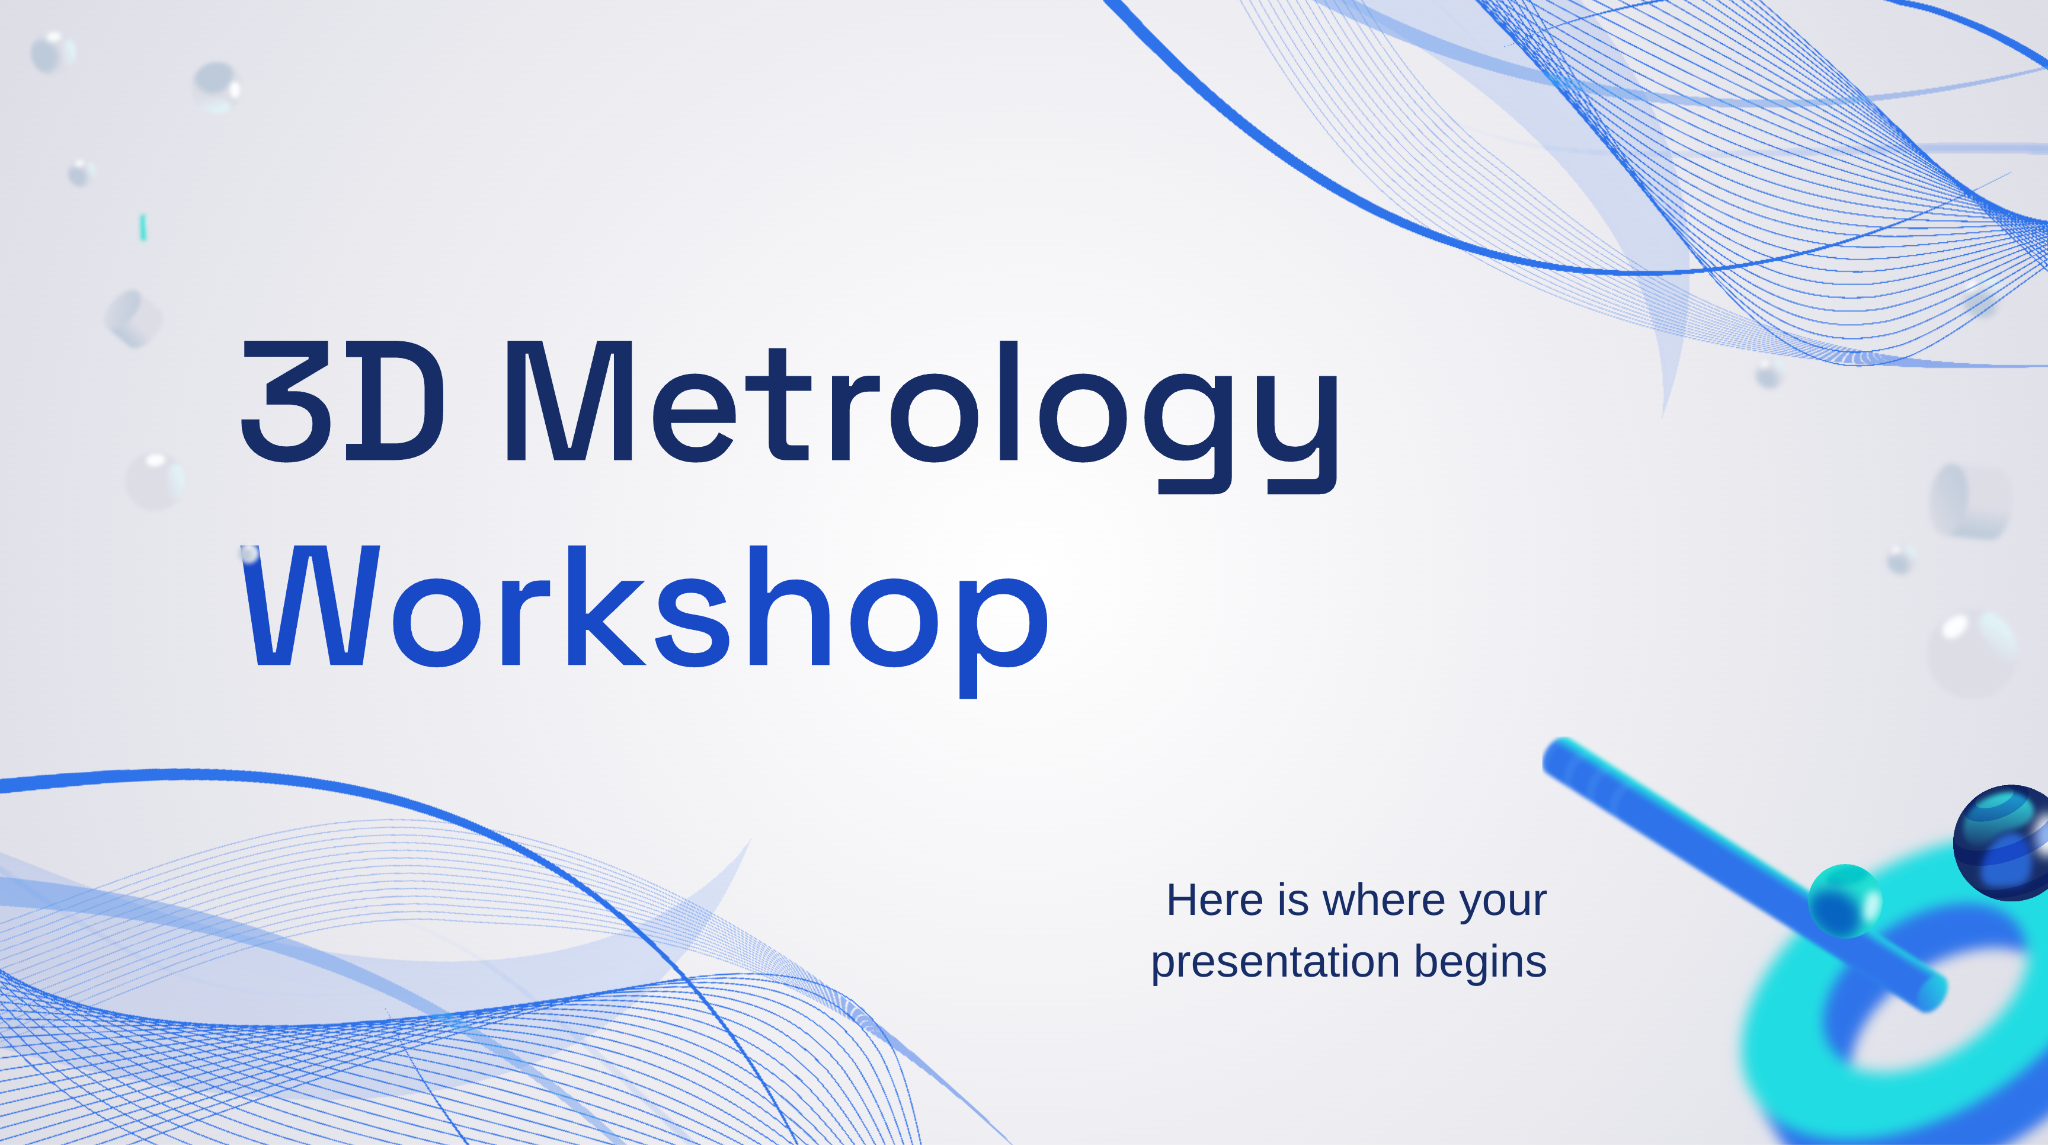 3D Metrology
Workshop
Here is where your
presentation begins